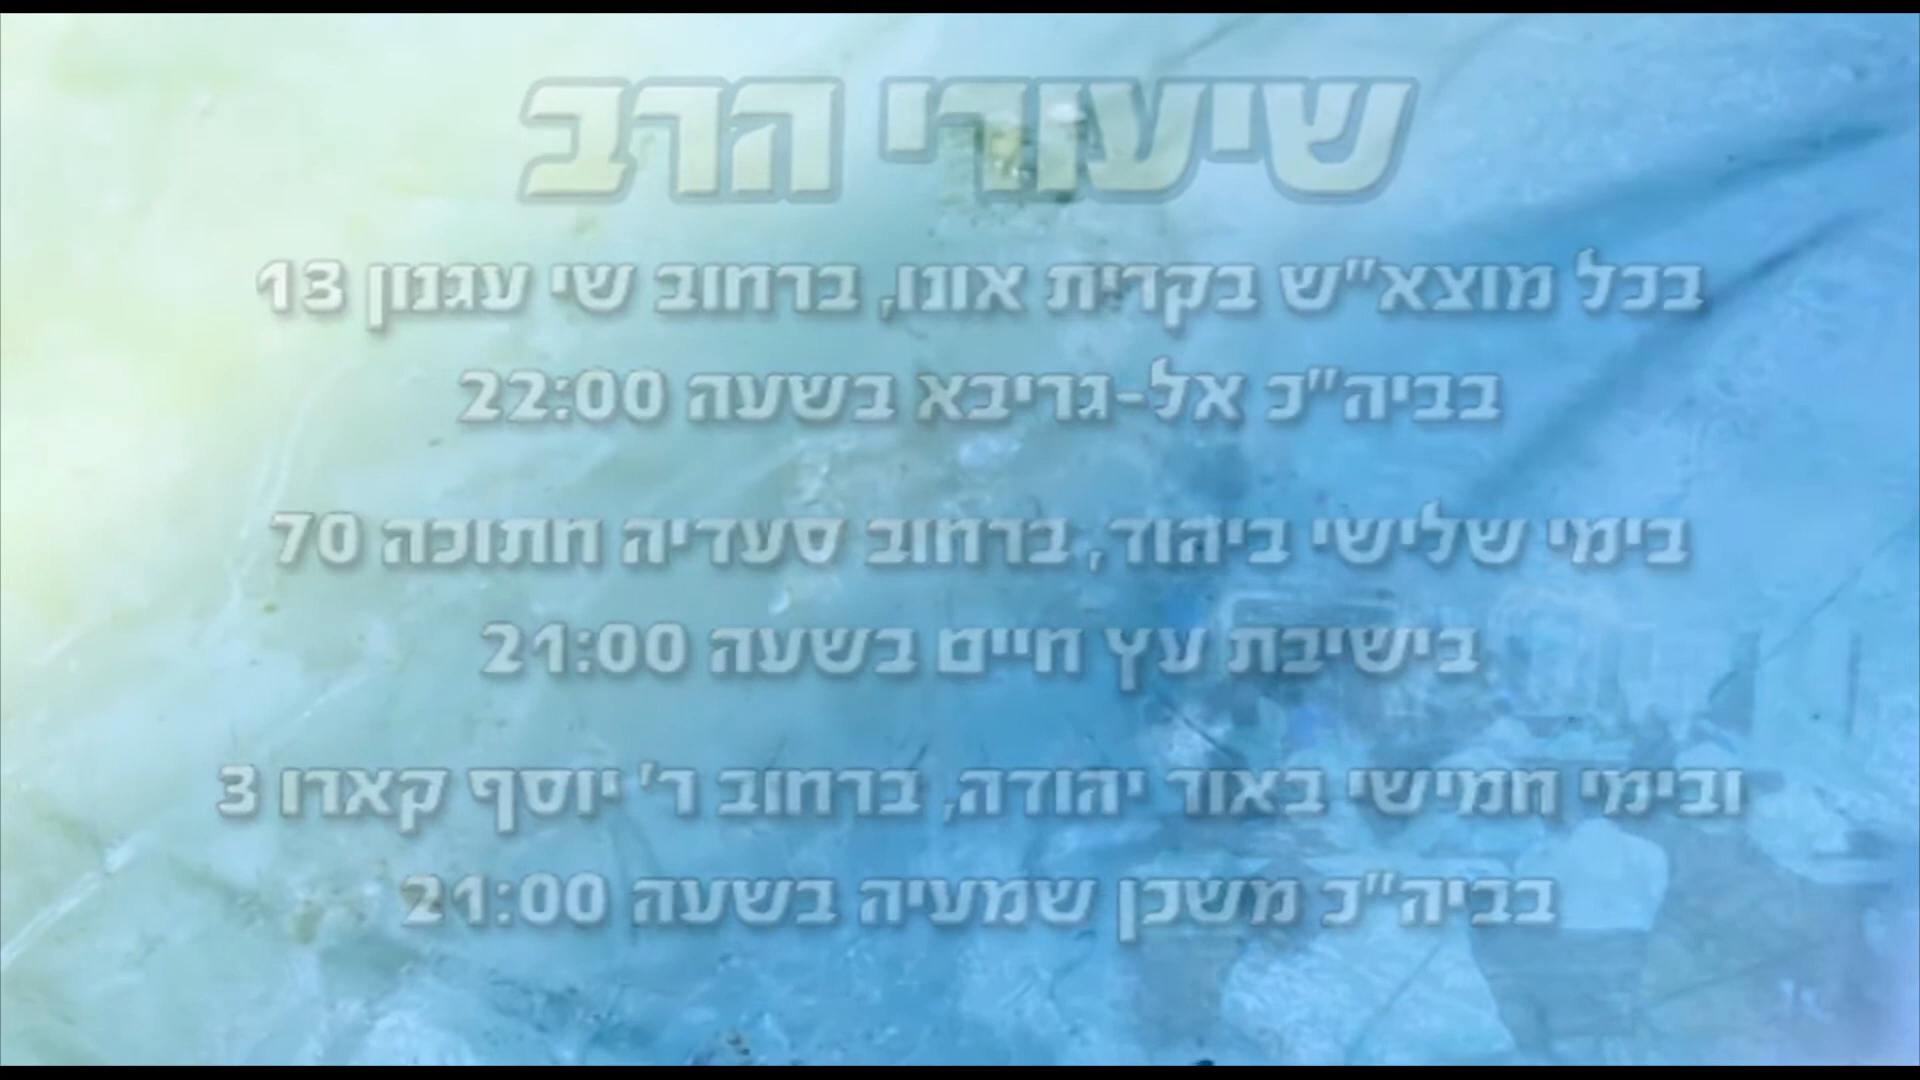 שיעורי הרב
בכל מוצא"ש בקרית אונו, ברחוב שי עגנון 13
בביה"כ אל-גריבא בשעה 22:00
בימי שלישי ביהוד, ברחוב סעדיה חתוכה 70
בישיבת עץ חיים בשעה 21:00
ובימי חמישי באור יהודה, ברחוב ר' יוסף קארו 3
בביה"כ משכן שמעיה בשעה 21:00